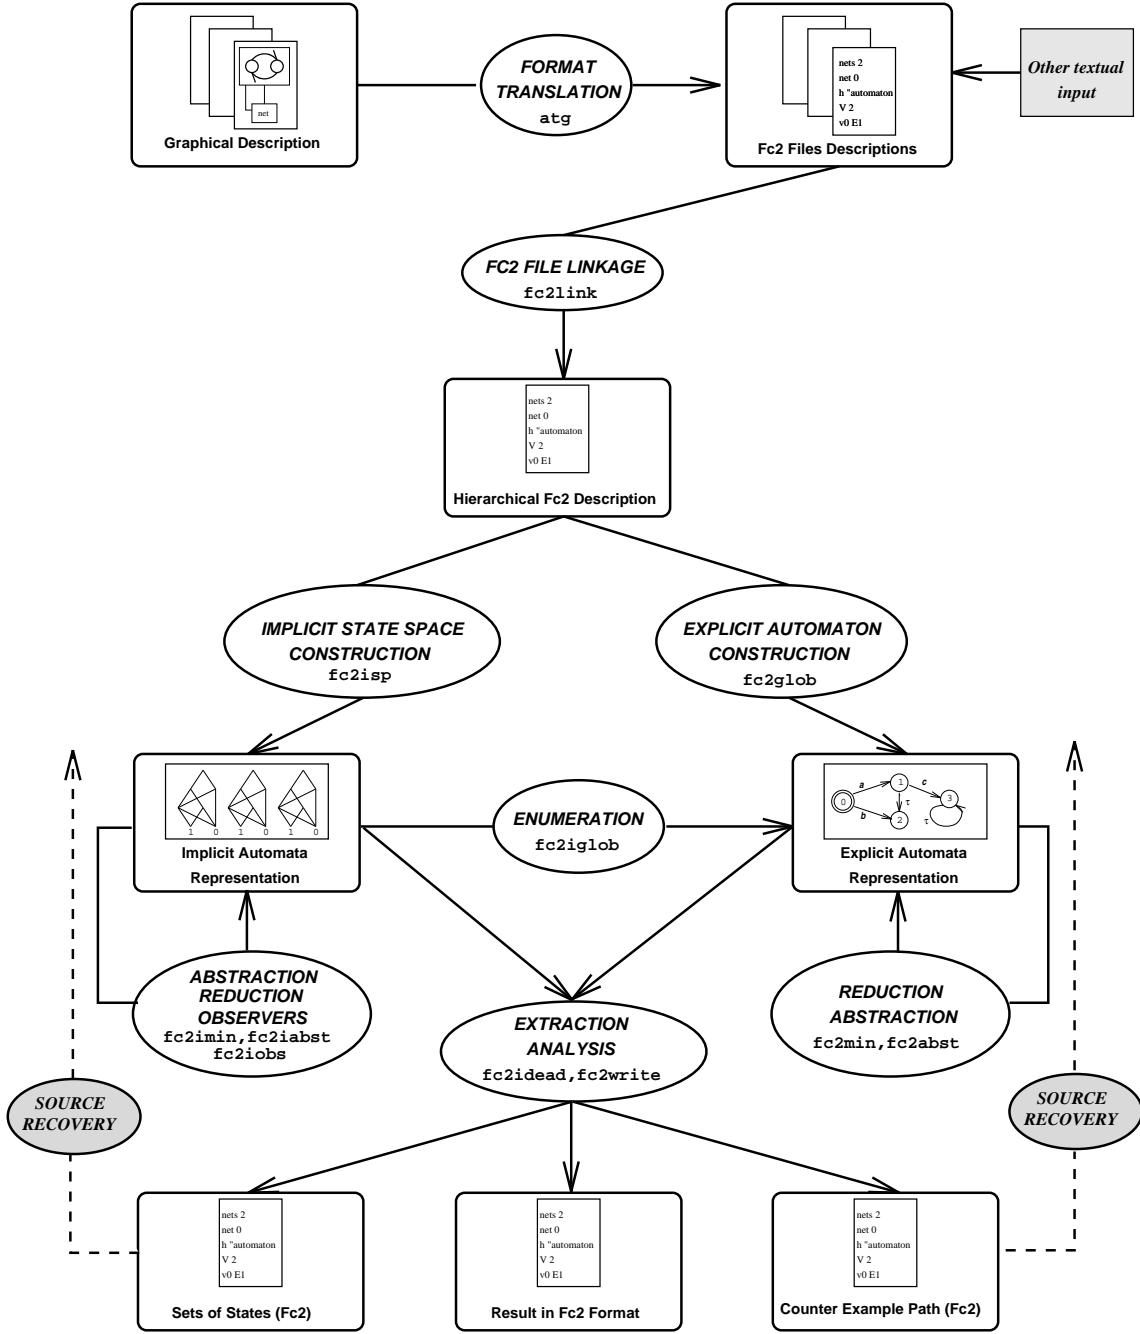 net
Graphical Description
FORMAT
TRANSLATION
atg
nets 2
net 0
h "automaton
V 2
v0 E1
Fc2 Files Descriptions
Other textual
input
FC2 FILE LINKAGE
fc2link
nets 2
net 0
h "automaton
V 2
v0 E1
Hierarchical Fc2 Description
IMPLICIT STATE SPACE
CONSTRUCTION
fc2isp
EXPLICIT AUTOMATON
CONSTRUCTION
fc2glob
1 0 1 0 1 0
Implicit Automata
Representation
ENUMERATION
fc2iglob
0 a 1 c 3
b 2 τ τ
Explicit Automata
Representation
ABSTRACTION
REDUCTION
OBSERVERS
fc2imin,fc2iabst
fc2iobs
EXTRACTION
ANALYSIS
fc2idead,fc2write
REDUCTION
ABSTRACTION
fc2min,fc2abst
SOURCE
RECOVERY
SOURCE
RECOVERY
nets 2
net 0
h "automaton
V 2
v0 E1
Sets of States (Fc2)
nets 2
net 0
h "automaton
V 2
v0 E1
Result in Fc2 Format
nets 2
net 0
h "automaton
V 2
v0 E1
Counter Example Path (Fc2)